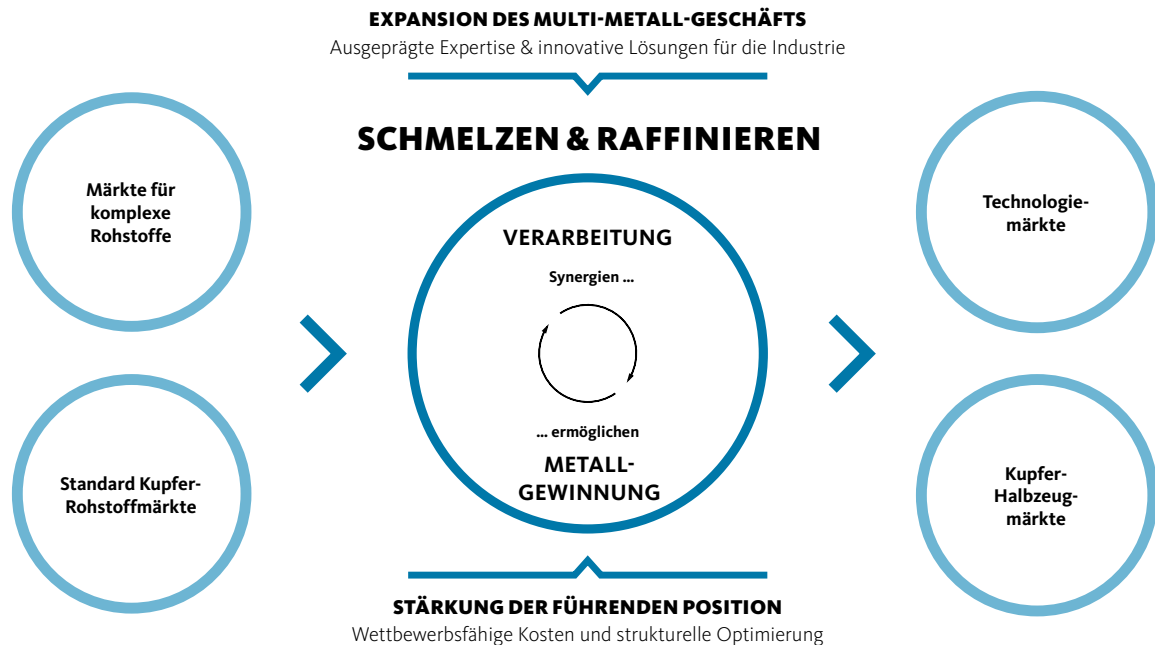 EXPANSION DES MULTI-METALL-GESCHÄFTS
Ausgeprägte Expertise & innovative Lösungen für die Industrie
SCHMELZEN & RAFFINIEREN
Märkte für
komplexe
Rohstoffe
Standard Kupfer-
Rohstoffmärkte
VERARBEITUNG
Synergien ...
... ermöglichen
METALL-
GEWINNUNG
Technologie-
märkte
Kupfer-
Halbzeug-
märkte
STÄRKUNG DER FÜHRENDEN POSITION
Wettbewerbsfähige Kosten und strukturelle Optimierung